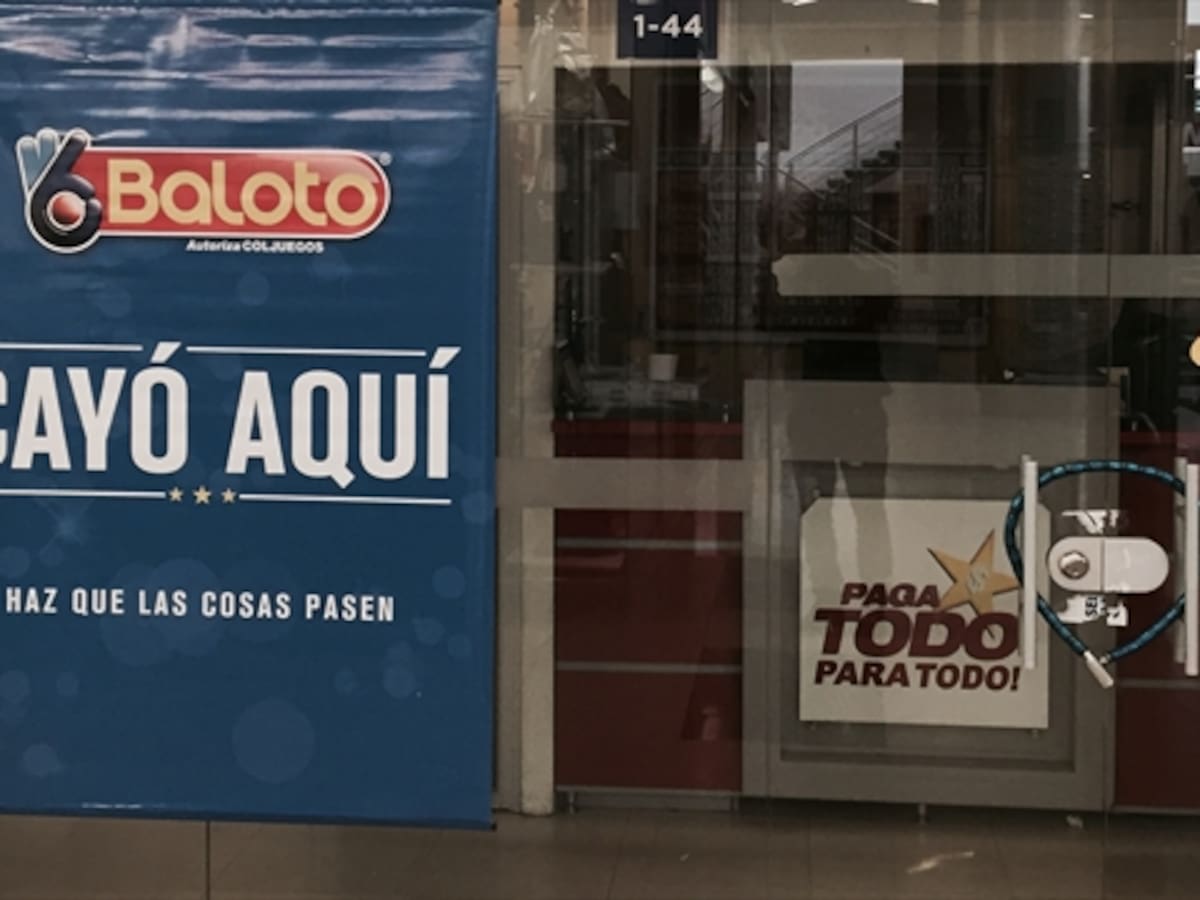 1-44
Baloto
Autoriza COLJUEGOS
CAYÓ AQUÍ
HAZ QUE LAS COSAS PASEN
PAGA
TODO
PARA TODO!